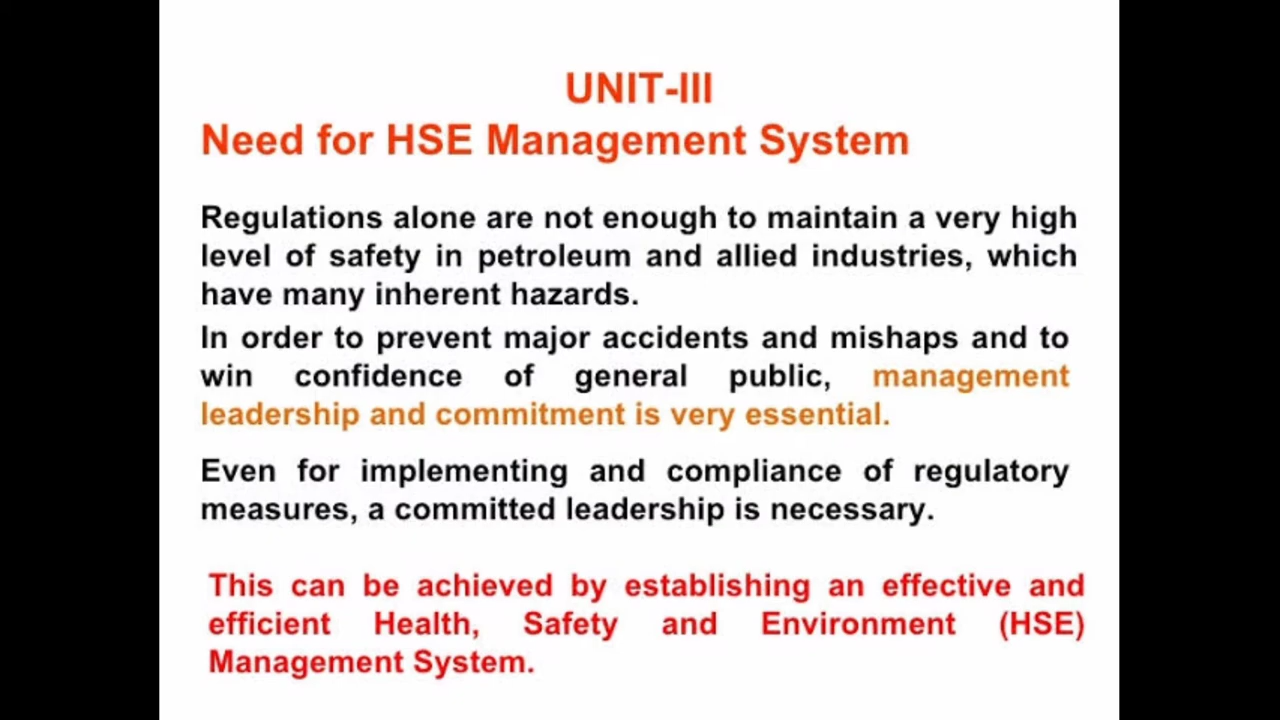 UNIT-III
Need for HSE Management System
Regulations alone are not enough to maintain a very high
level of safety in petroleum and allied industries, which
have many inherent hazards.
In order to prevent major accidents and mishaps and to
win confidence of general public, management
leadership and commitment is very essential.
Even for implementing and compliance of regulatory
measures, a committed leadership is necessary.
This can be achieved by establishing an effective and
efficient Health, Safety and Environment (HSE)
Management System.